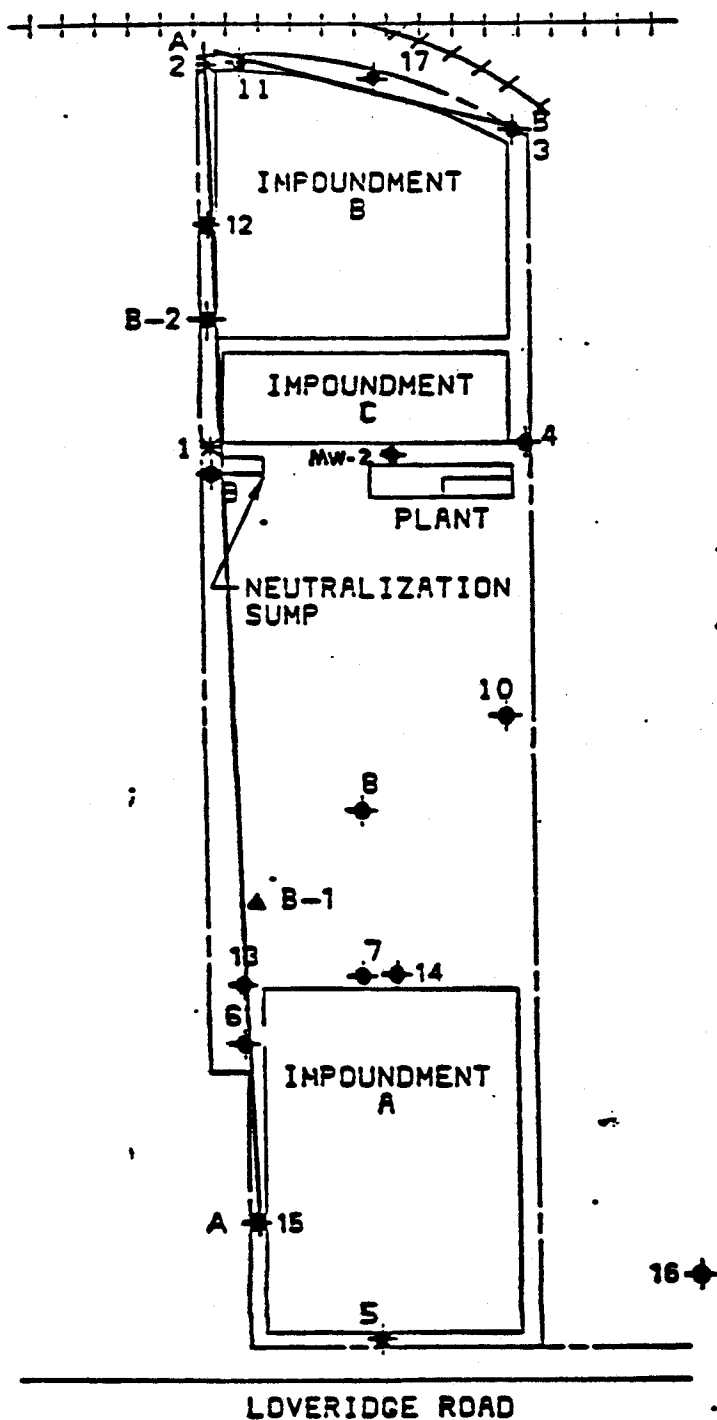 A
2
11
17
B
3
IMPOUNDMENT
B
12
B-2
IMPOUNDMENT
C
1
4
MW-2
PLANT
NEUTRALIZATION
SUMP
10
B-1
13
7
14
6
IMPOUNDMENT
A
A
15
16
5
LOVERIDGE ROAD